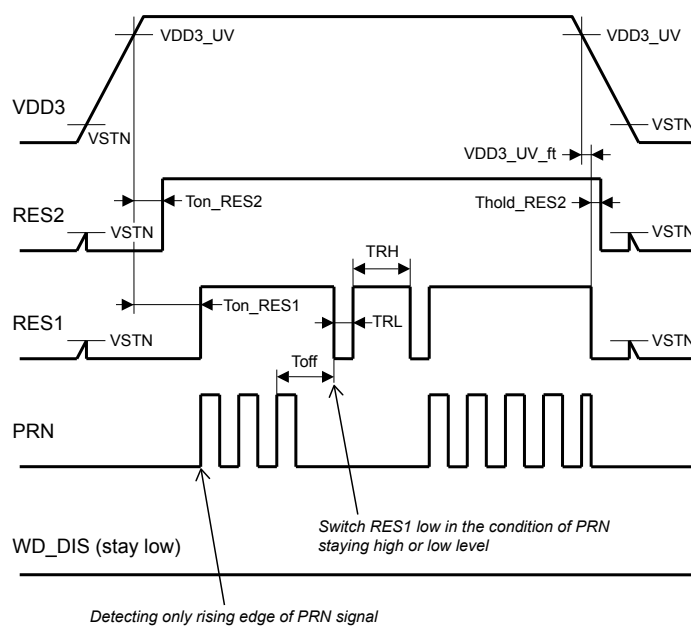 VDD3_UV
VDD3_UV
VDD3
VSTN
VSTN
VDD3_UV_ft
Ton_RES2
Thold_RES2
RES2
VSTN
VSTN
TRH
RES1
Ton_RES1
TRL
VSTN
VSTN
Toff
PRN
Switch RES1 low in the condition of PRN
staying high or low level
WD_DIS (stay low)
Detecting only rising edge of PRN signal